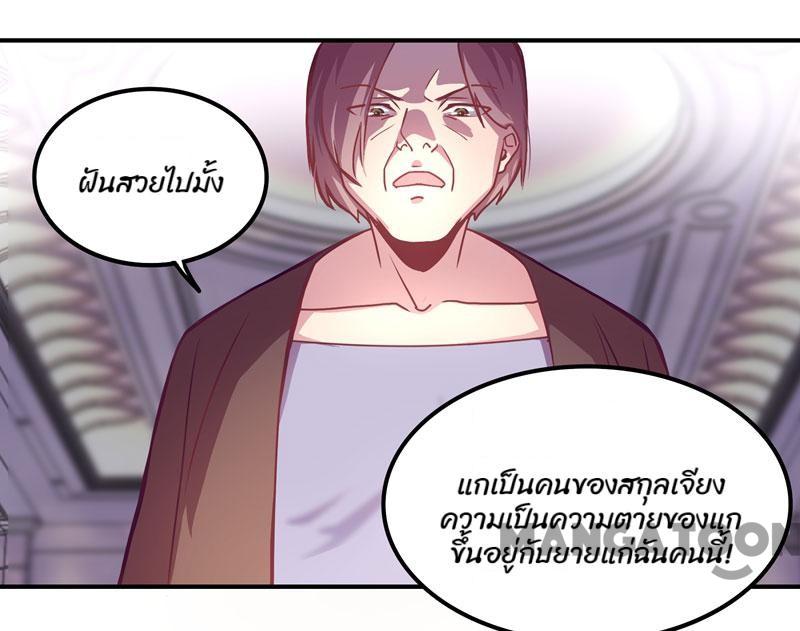 ฝันสวยไปมั้ง
แกเป็นคนของสกุลเจียง
ความเป็นความตายของแก
ขึ้นอยู่กับยายแก่ฉันคนนี้!
MANGATOON